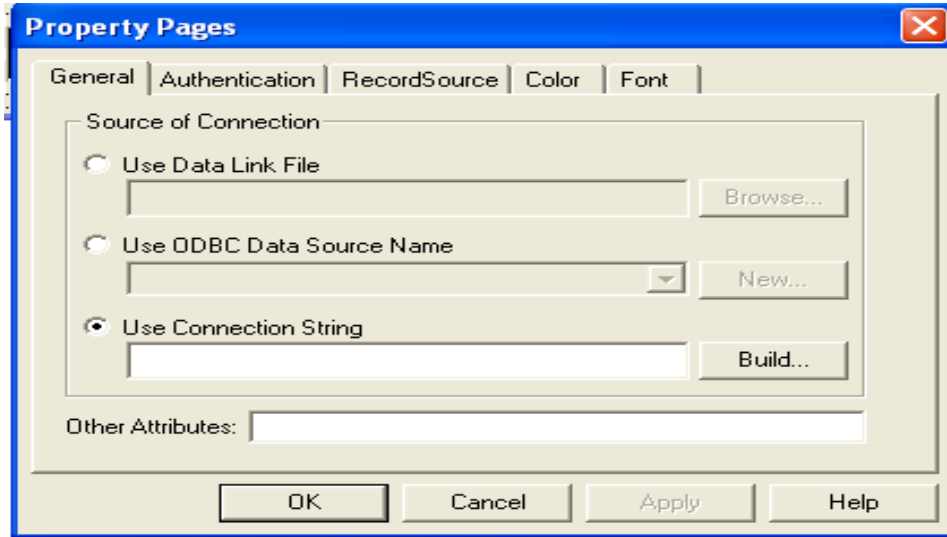 Property Pages
General Authentication RecordSource Color Font
Source of Connection
Use Data Link File
Browse...
Use ODBC Data Source Name
New...
Use Connection String
Build...
Other Attributes:
OK Cancel Apply Help